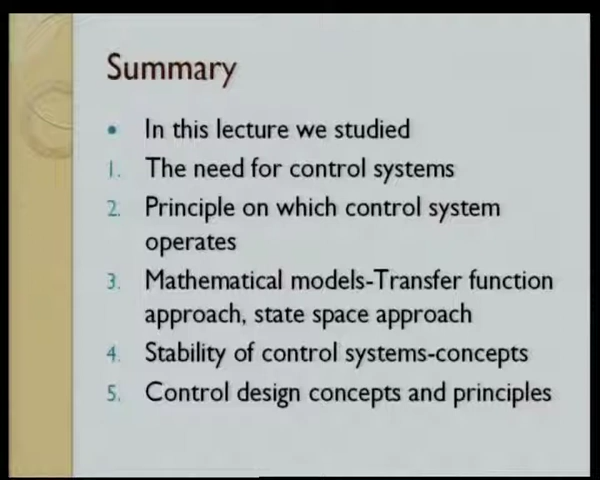 Summary
• In this lecture we studied
1. The need for control systems
2. Principle on which control system
operates
3. Mathematical models-Transfer function
approach, state space approach
4. Stability of control systems-concepts
5. Control design concepts and principles